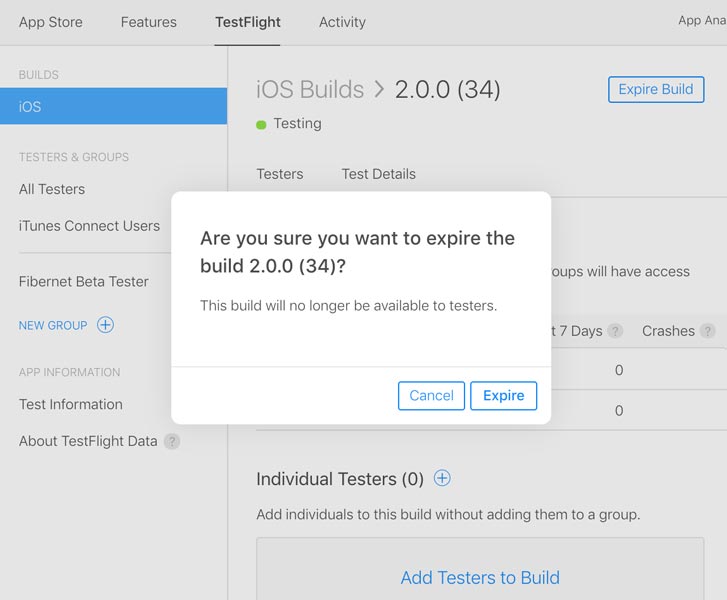 App Store
Features
TestFlight
Activity
App Ana
BUILDS
iOS
TESTERS & GROUPS
All Testers
iTunes Connect Users
Fibernet Beta Tester
NEW GROUP
APP INFORMATION
Test Information
About TestFlight Data ?
iOS Builds > 2.0.0 (34)
Expire Build
Testing
Testers
Test Details
Are you sure you want to expire the
build 2.0.0 (34)?
This build will no longer be available to testers.
Cancel
Expire
oups will have access
t 7 Days ?
Crashes ?
0
0
Individual Testers (0)
Add individuals to this build without adding them to a group.
Add Testers to Build